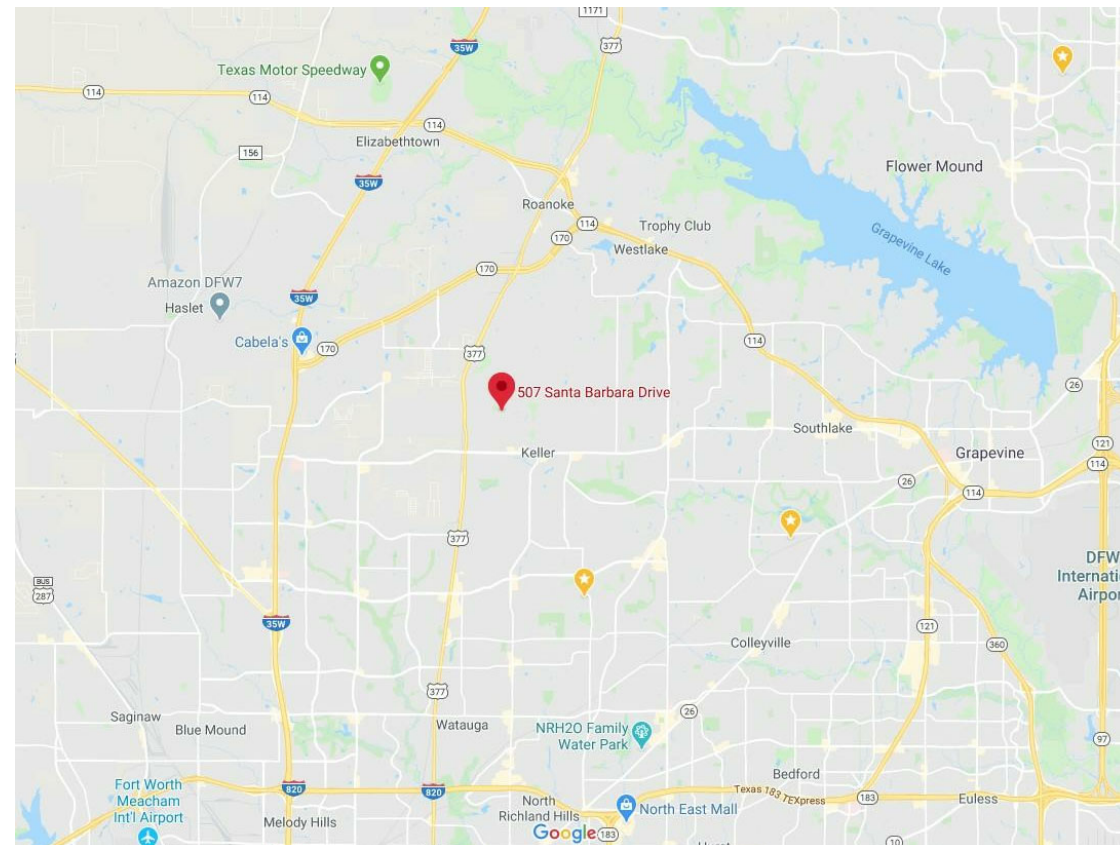 1171
35W
377
Texas Motor Speedway
114
114
114
Elizabethtown
156
Flower Mound
35W
Roanoke
114
Trophy Club
170
Westlake
Grapevine Lake
170
Amazon DFW7
35W
Haslet
Cabela's
170
114
377
26
507 Santa Barbara Drive
Southlake
121
Keller
Grapevine
114
26
114
377
DFW
Internati
Airpor
BUS
287
35W
121
360
Colleyville
377
26
Saginaw
Blue Mound
Watauga
NRH2O Family
Water Park
97
Bedford
Fort Worth
Meacham
Int'l Airport
820
820
Texas 183 TEXpress
183
Euless
North
Richland Hills
North East Mall
Melody Hills
Google
183
10
Hurst